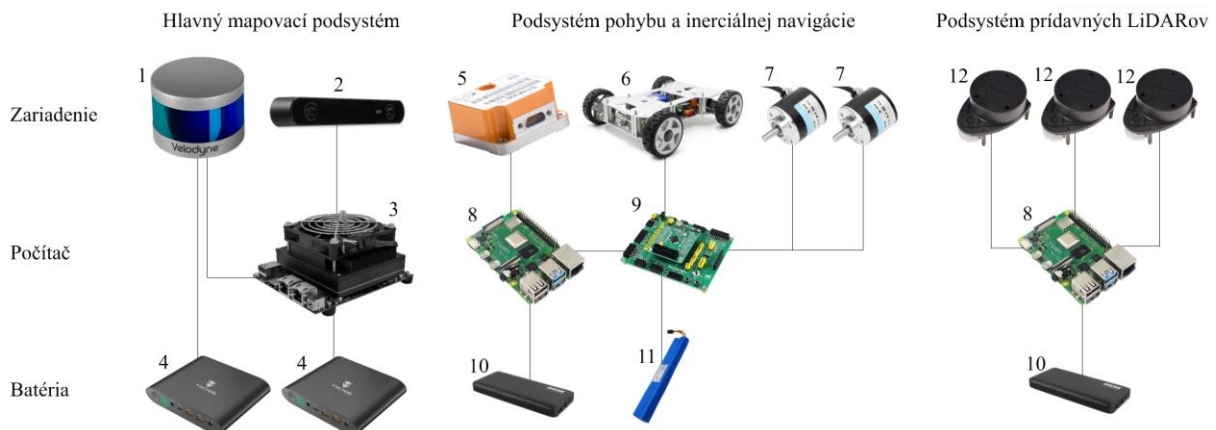 Hlavný mapovací podsystém
Podsystém pohybu a inerciálnej navigácie
Podsystém prídavných LiDARov
Zariadenie
1
2
5
6
7
7
12
12
12
Velodyne
Počítač
3
8
9
8
Batéria
4
4
10
11
10